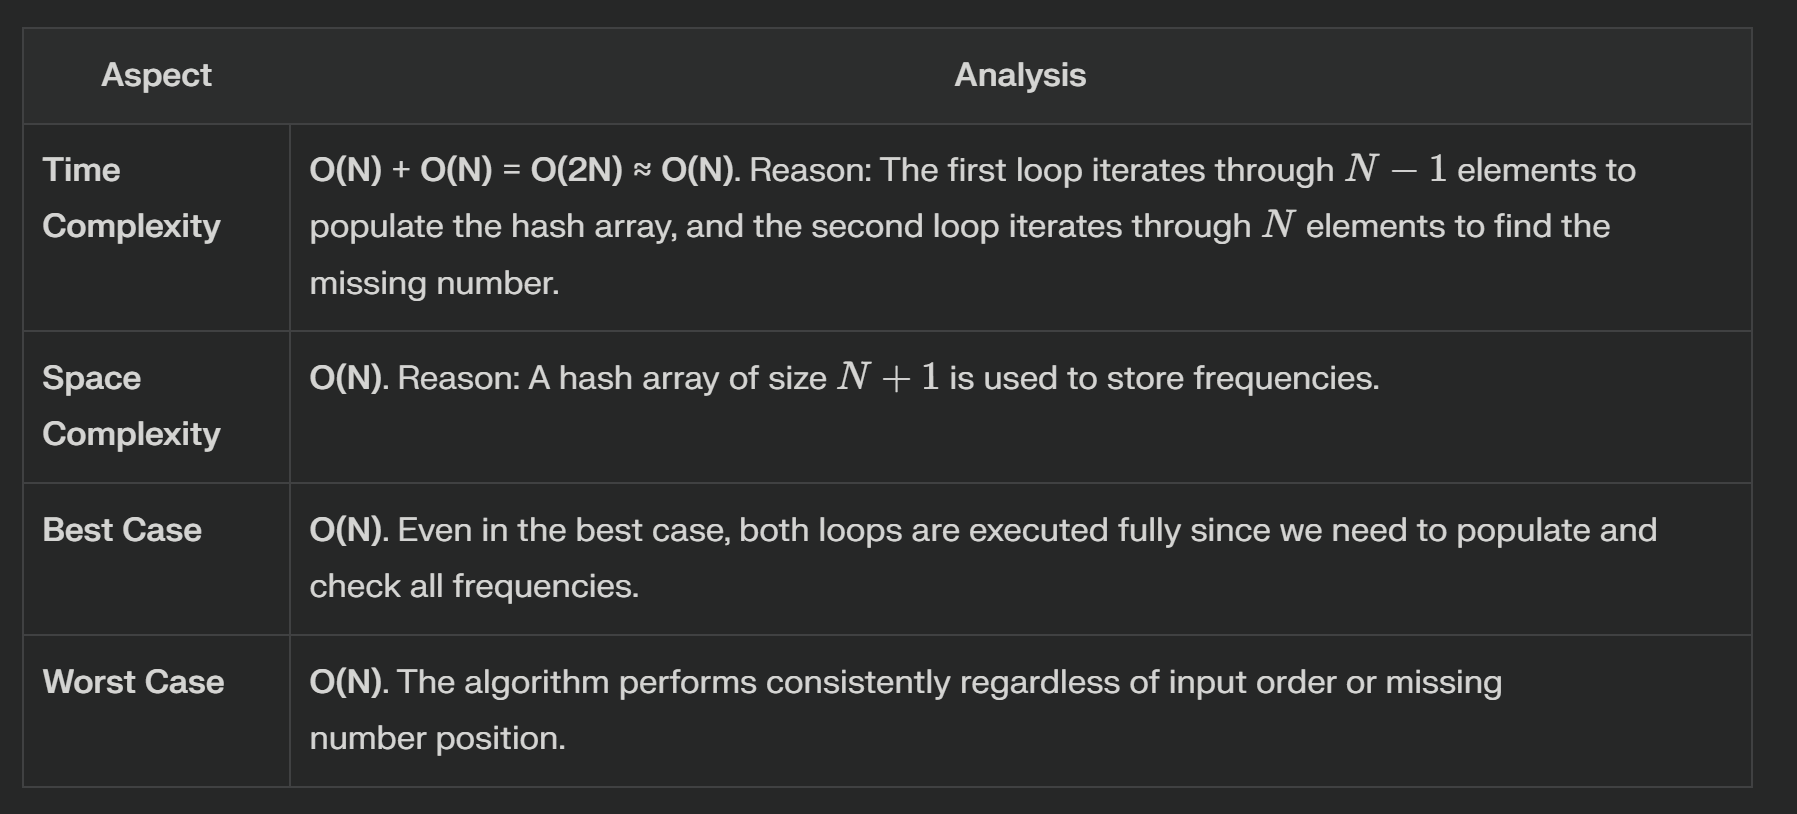 Aspect
Analysis
Time
Complexity
O(N) + O(N) = O(2N) ≈ O(N). Reason: The first loop iterates through N − 1 elements to
populate the hash array, and the second loop iterates through N elements to find the
missing number.
Space
Complexity
O(N). Reason: A hash array of size N + 1 is used to store frequencies.
Best Case
O(N). Even in the best case, both loops are executed fully since we need to populate and
check all frequencies.
Worst Case
O(N). The algorithm performs consistently regardless of input order or missing
number position.